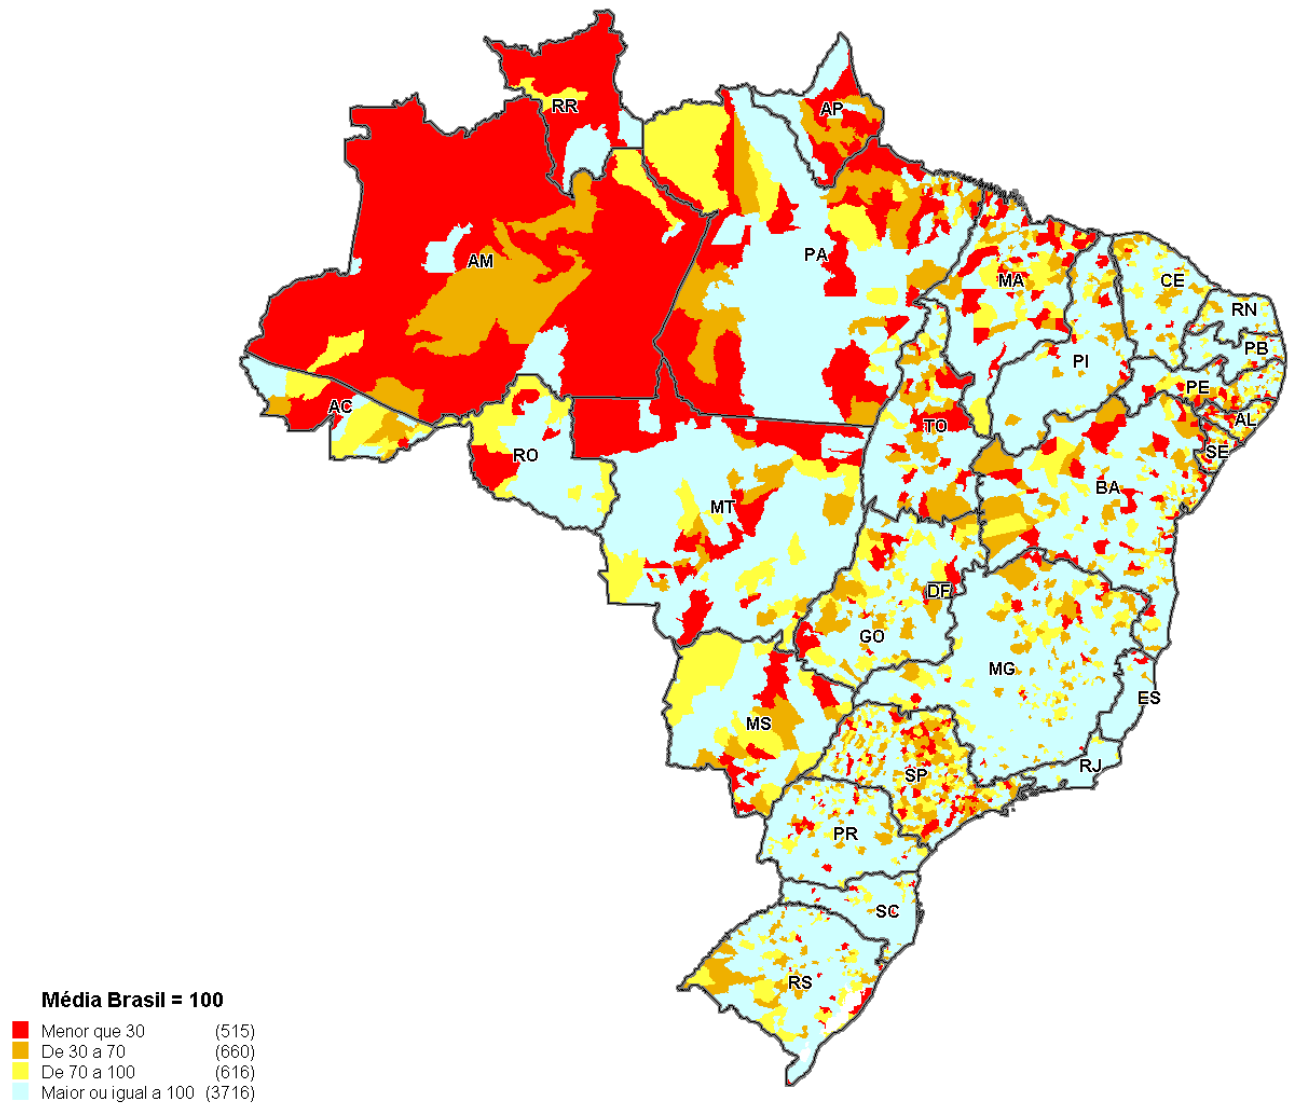 RR
AP
AM
PA
MA
CE
RN
PB
PI
PE
AC
AL
TO
SE
RO
BA
MT
DF
GO
MG
ES
MS
RJ
SP
PR
SC
RS
Média Brasil = 100
Menor que 30 (515)
De 30 a 70 (660)
De 70 a 100 (616)
Maior ou igual a 100 (3716)